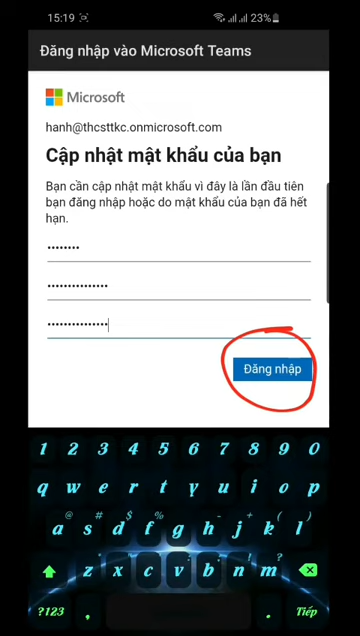 15:19 23%
Đăng nhập vào Microsoft Teams
Microsoft
hanh@thcsttkc.onmicrosoft.com
Cập nhật mật khẩu của bạn
Bạn cần cập nhật mật khẩu vì đây là lần đầu tiên
bạn đăng nhập hoặc do mật khẩu của bạn đã hết
hạn.
••••••••
•••••••••••••••
•••••••••••••••
Đăng nhập
1 2 3 4 5 6 7 8 9 0
q w e r t y u i o p
@ # $ % & - + ( )
a s d f g h j k l
* " ' : ; ! ?
z x c v b n m
?123 , . Tiếp